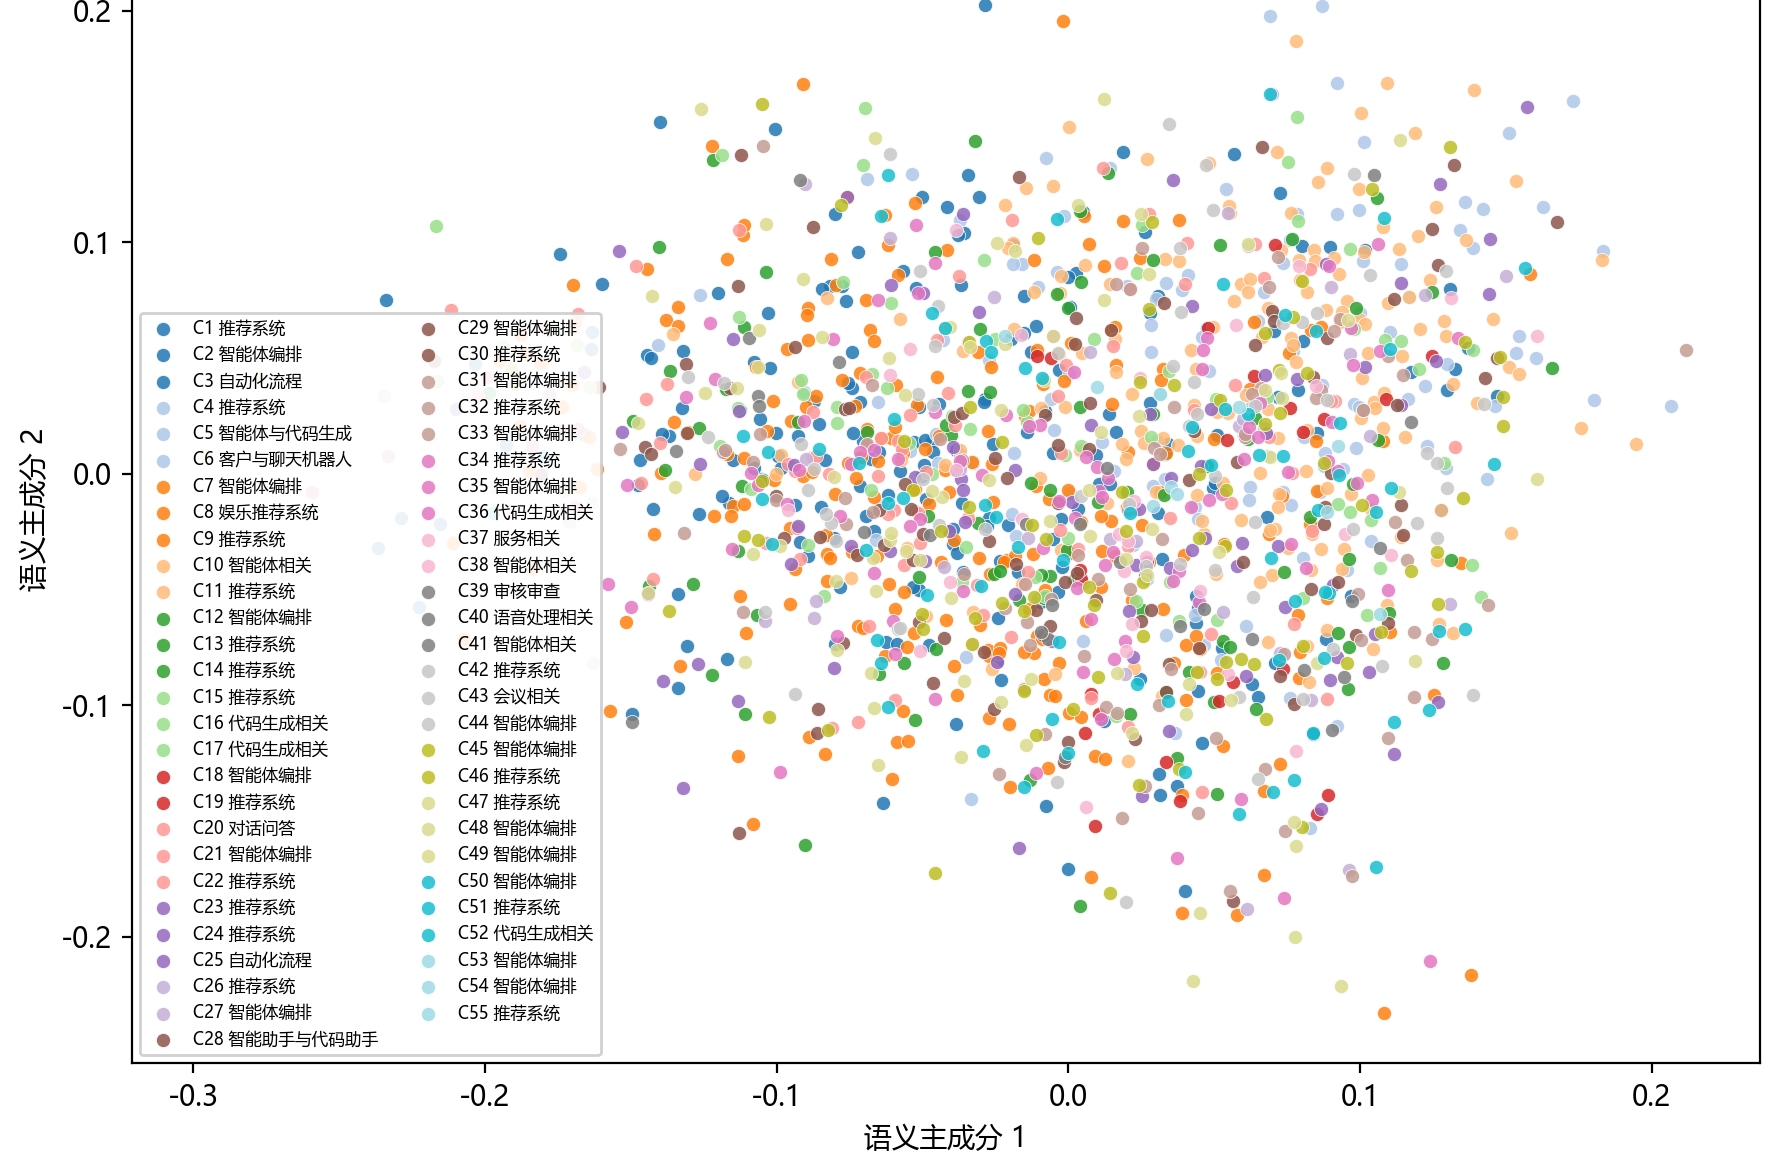 0.2
0.1
0.0
-0.1
-0.2
语义主成分 2
C1 推荐系统
C2 智能体编排
C3 自动化流程
C4 推荐系统
C5 智能体与代码生成
C6 客户与聊天机器人
C7 智能体编排
C8 娱乐推荐系统
C9 推荐系统
C10 智能体相关
C11 推荐系统
C12 智能体编排
C13 推荐系统
C14 推荐系统
C15 推荐系统
C16 代码生成相关
C17 代码生成相关
C18 智能体编排
C19 推荐系统
C20 对话问答
C21 智能体编排
C22 推荐系统
C23 推荐系统
C24 推荐系统
C25 自动化流程
C26 推荐系统
C27 智能体编排
C28 智能助手与代码助手
C29 智能体编排
C30 推荐系统
C31 智能体编排
C32 推荐系统
C33 智能体编排
C34 推荐系统
C35 智能体编排
C36 代码生成相关
C37 服务相关
C38 智能体相关
C39 审核审查
C40 语音处理相关
C41 智能体相关
C42 推荐系统
C43 会议相关
C44 智能体编排
C45 智能体编排
C46 推荐系统
C47 推荐系统
C48 智能体编排
C49 智能体编排
C50 智能体编排
C51 推荐系统
C52 代码生成相关
C53 智能体编排
C54 智能体编排
C55 推荐系统
-0.3
-0.2
-0.1
0.0
0.1
0.2
语义主成分 1